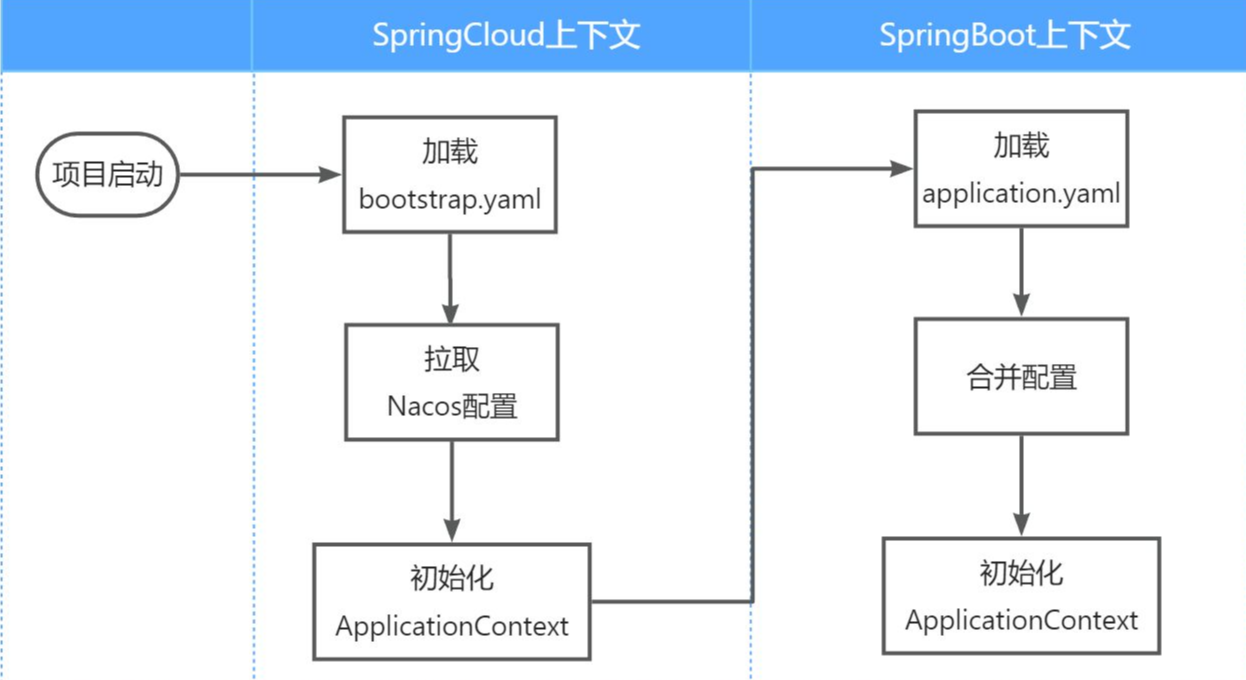 SpringCloud上下文
SpringBoot上下文
项目启动
加载
bootstrap.yaml
拉取
Nacos配置
初始化
ApplicationContext
加载
application.yaml
合并配置
初始化
ApplicationContext